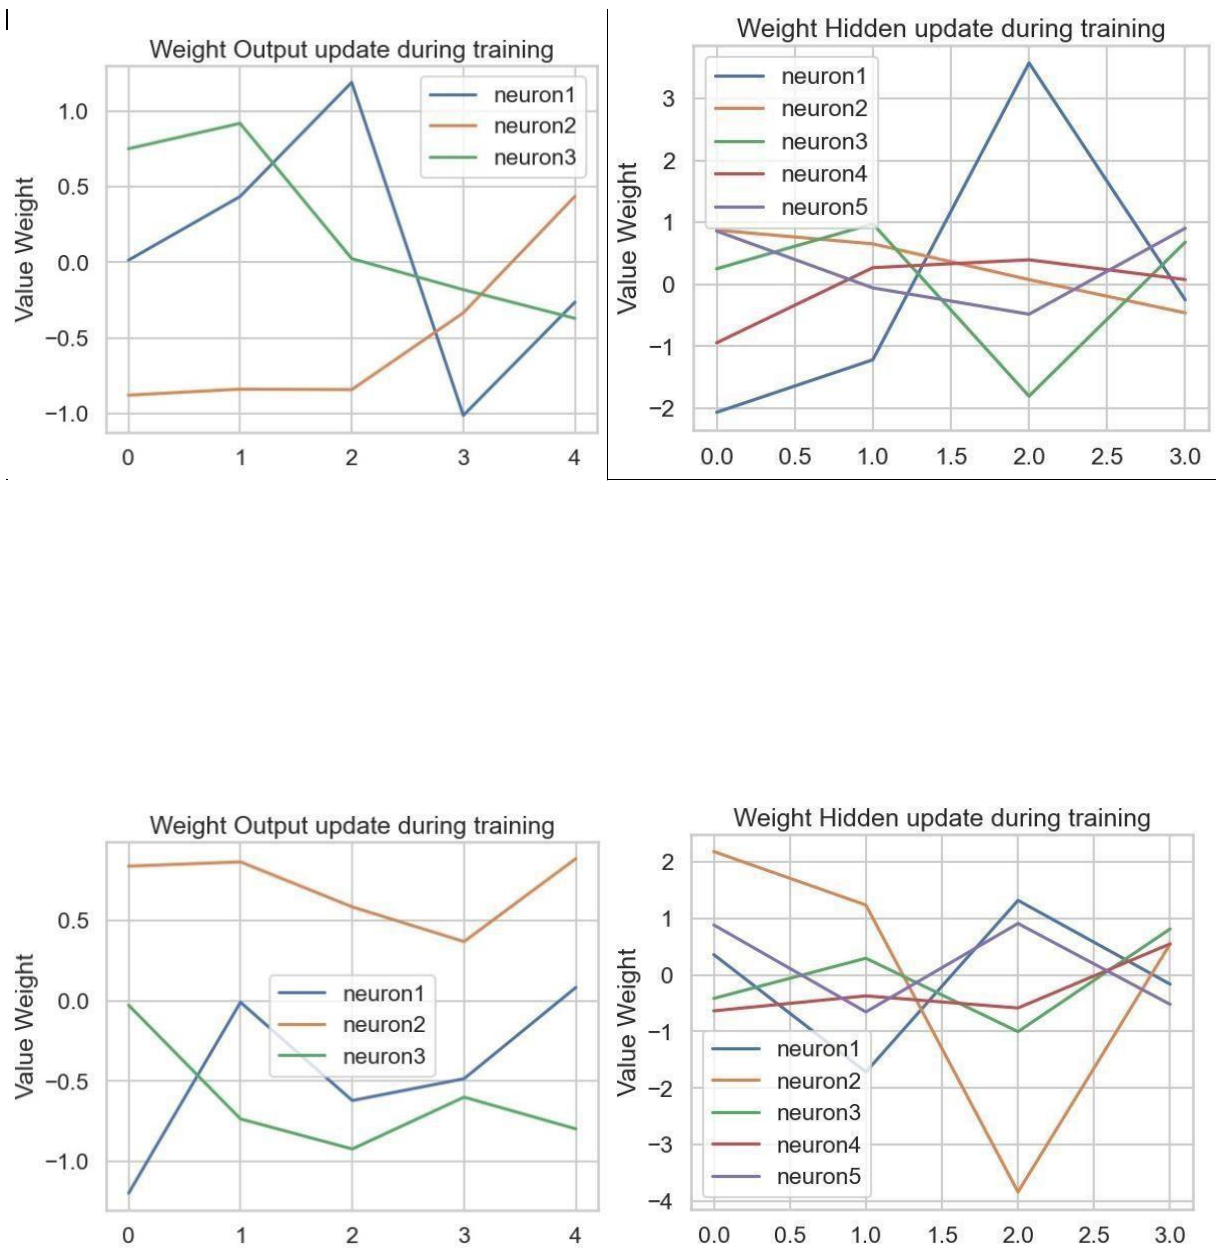 Weight Output update during training
neuron1
neuron2
neuron3
Value Weight
1.0
0.5
0.0
−0.5
−1.0
0 1 2 3 4
Weight Hidden update during training
neuron1
neuron2
neuron3
neuron4
neuron5
Value Weight
3
2
1
0
−1
−2
0.0 0.5 1.0 1.5 2.0 2.5 3.0
Weight Output update during training
neuron1
neuron2
neuron3
Value Weight
0.5
0.0
−0.5
−1.0
0 1 2 3 4
Weight Hidden update during training
neuron1
neuron2
neuron3
neuron4
neuron5
Value Weight
2
1
0
−1
−2
−3
−4
0.0 0.5 1.0 1.5 2.0 2.5 3.0